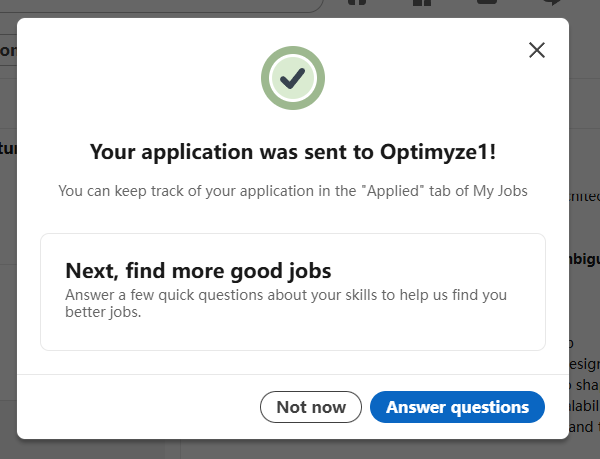 Your application was sent to Optimyze1!
You can keep track of your application in the "Applied" tab of My Jobs
Next, find more good jobs
Answer a few quick questions about your skills to help us find you
better jobs.
Not now
Answer questions
and